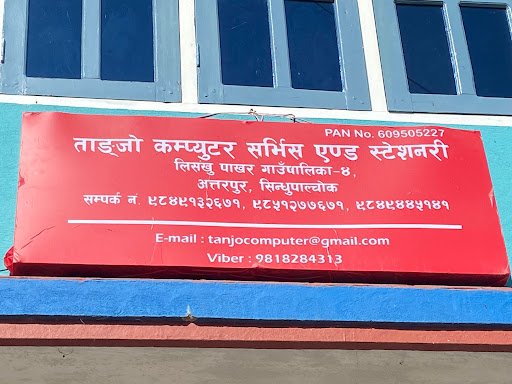 PAN No. 609505227
ताङ्जो कम्प्युटर सर्भिस एण्ड स्टेशनरी
लिसंखु पाखर गाउँपालिका-४,
अत्तरपुर, सिन्धुपाल्चोक
सम्पर्क नं. ९८४९१३२६७१, ९८५१२७७६७१, ९८४९४४५१४१
E-mail : tanjocomputer@gmail.com
Viber : 9818284313